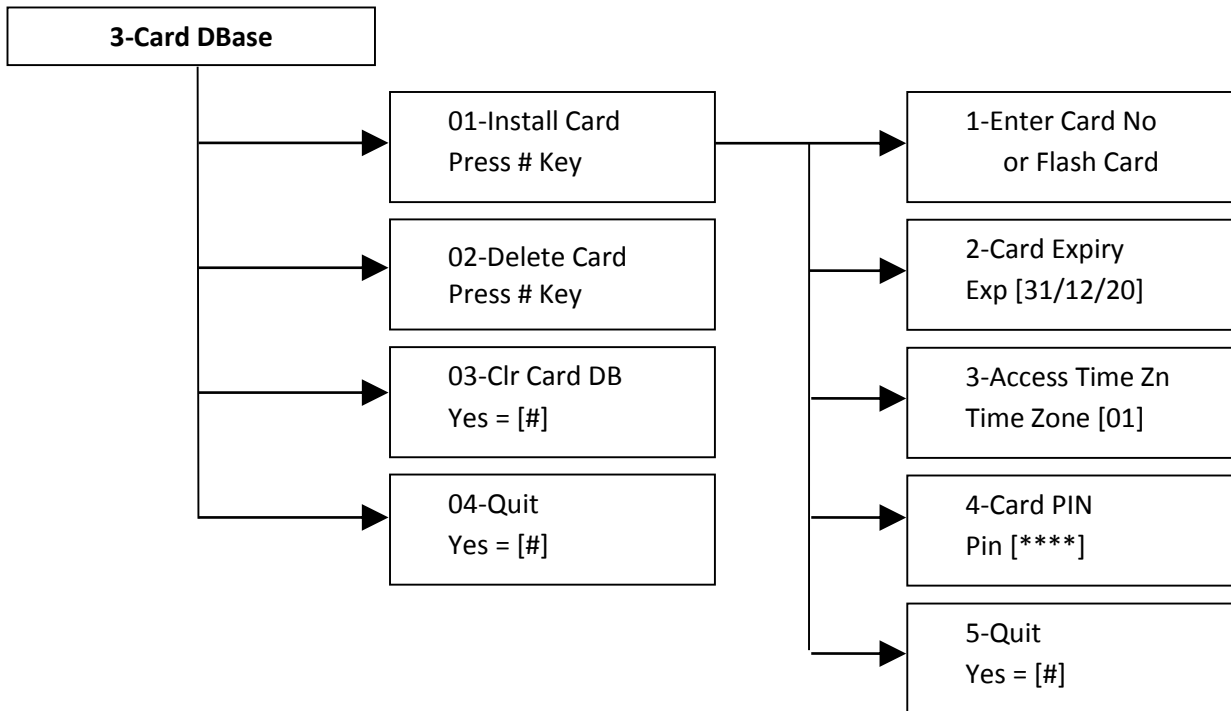 3-Card DBase
01-Install Card
Press # Key
02-Delete Card
Press # Key
03-Clr Card DB
Yes = [#]
04-Quit
Yes = [#]
1-Enter Card No
or Flash Card
2-Card Expiry
Exp [31/12/20]
3-Access Time Zn
Time Zone [01]
4-Card PIN
Pin [****]
5-Quit
Yes = [#]